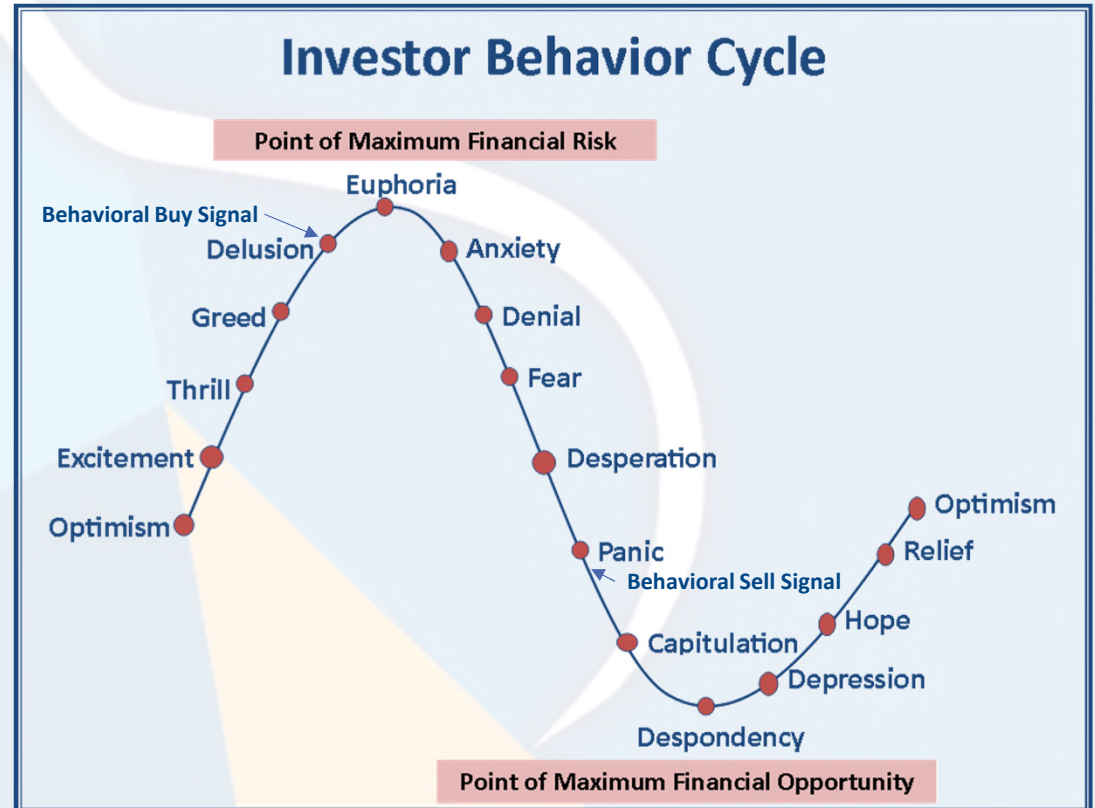 Investor Behavior Cycle
Point of Maximum Financial Risk
Euphoria
Behavioral Buy Signal
Delusion
Anxiety
Greed
Denial
Fear
Thrill
Excitement
Desperation
Optimism
Optimism
Panic
Relief
Behavioral Sell Signal
Hope
Capitulation
Depression
Despondency
Point of Maximum Financial Opportunity